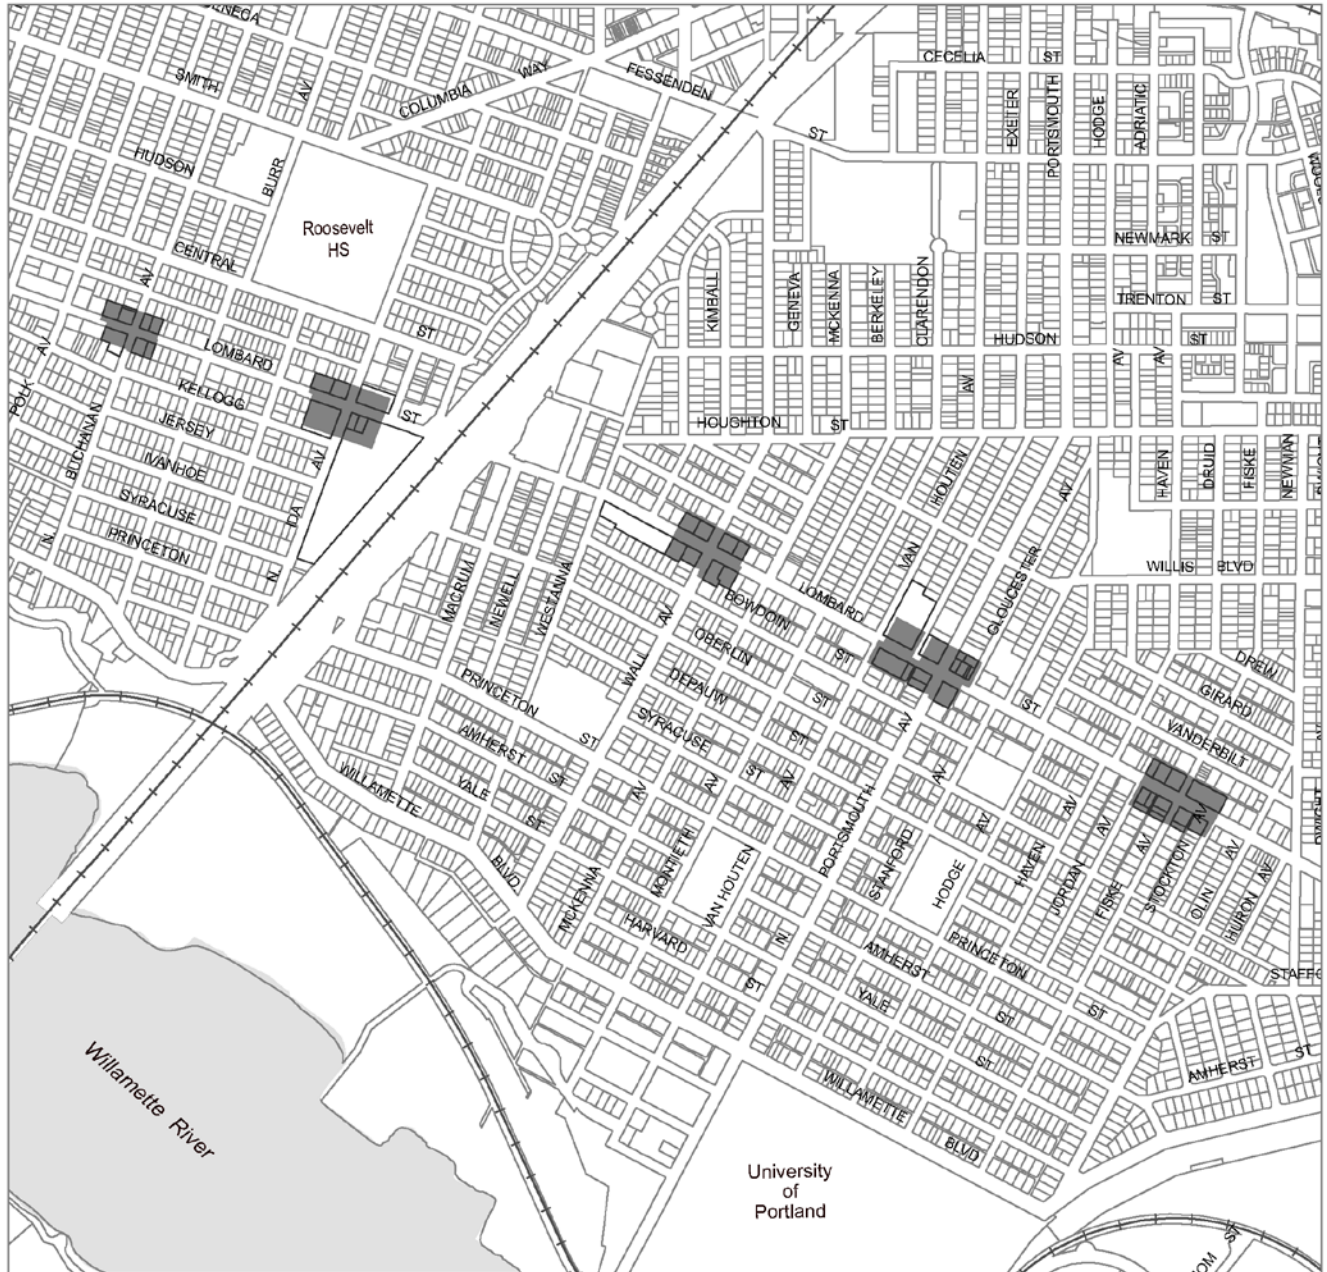 SMITH
AV
COLUMBIA
WAY
FESSENDEN
ST
CECELIA
ST
EXETER
PORTSMOUTH
HODGE
ADRIATIC
HUDSON
BURR
Roosevelt
HS
CENTRAL
AV
NEWMARK
ST
KIMBALL
GENEVA
MCKENNA
BERKELEY
CLARENDON
TRENTON
ST
AV
ST
HUDSON
ST
LOMBARD
AV
AV
AV
POLK
KELLOGG
ST
JERSEY
BUCHANAN
HOUGHTON
ST
IVANHOE
AV
HOUTEN
AV
HAVEN
DRUID
FISKE
NEWMAN
SYRACUSE
IDA
PRINCETON
N.
N.
VAN
WILLIS
BLVD
MACRUM
NEWELL
WESTANNA
AV
BOWDOIN
LOMBARD
GLOUCESTER
OBERLIN
ST
WALL
DREW
GIRARD
PRINCETON
DEPAUW
ST
SYRACUSE
ST
AV
ST
VANDERBILT
AMHERST
ST
ST
WILLAMETTE
YALE
ST
AV
AV
ST
AV
AV
AV
AV
AV
AV
AV
AV
ST
BLVD.
MCKENNA
MONTIETH
VAN HOUTEN
PORTSMOUTH
STANFORD
HODGE
HAVEN
JORDAN
FISKE
STOCKTON
OLIN
HURON
AV
DWIGHT
HARVARD
N.
AMHERST
PRINCETON
ST
YALE
ST
ST
ST
AMHERST
ST
Willamette River
WILLAMETTE
BLVD
University
of
Portland
ST